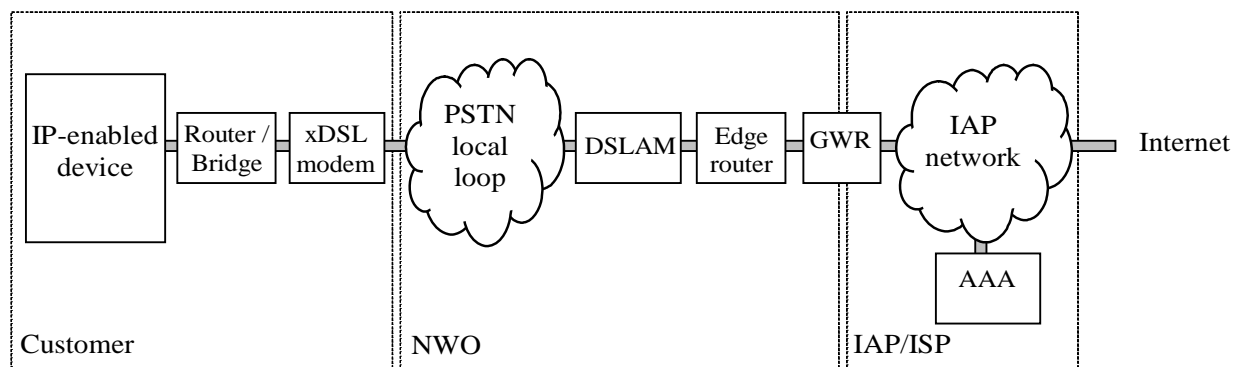 IP-enabled
device
Router /
Bridge
xDSL
modem
PSTN
local
loop
DSLAM
Edge
router
GWR
IAP
network
Internet
AAA
Customer
NWO
IAP/ISP